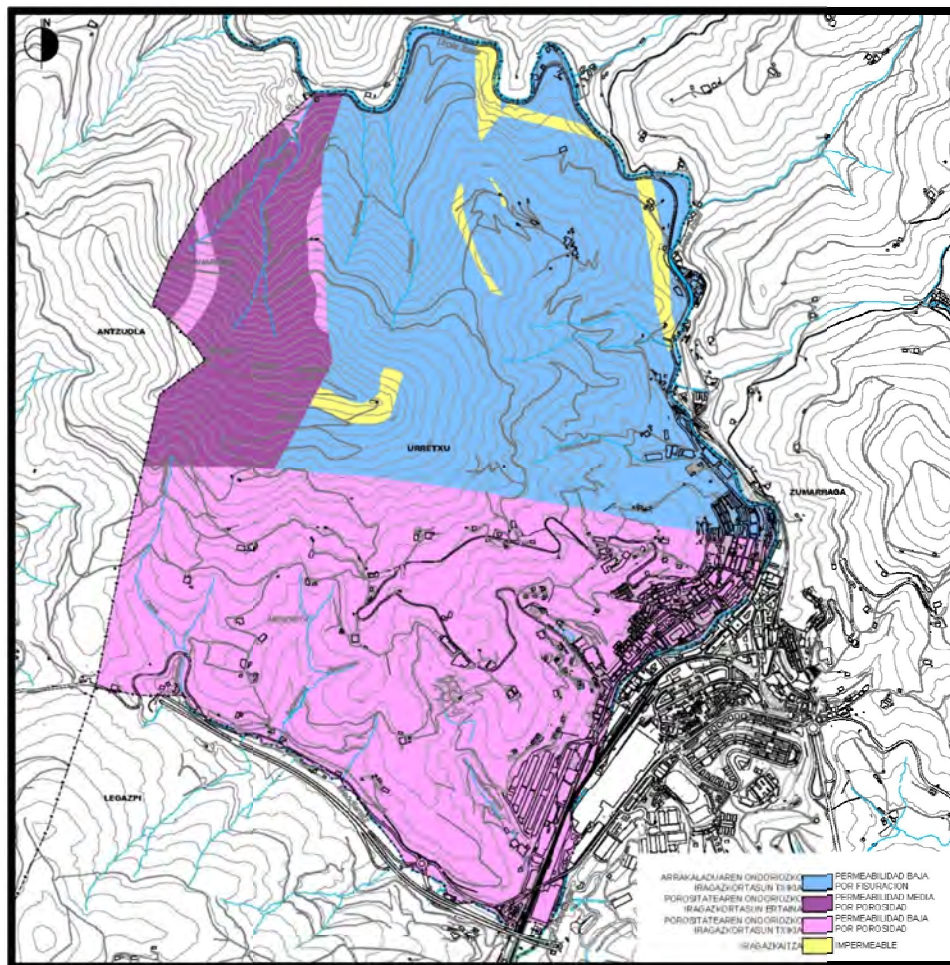 N
ANTZUOLA
URRETXU
ZUMARRAGA
LEGAZPI
ARRAKALADUAREN ONDORIOZKO
IRAGAZKORTASUN TXIKIA
PERMEABILIDAD BAJA
POR FISURACION
POROSITATEAREN ONDORIOZKO
IRAGAZKORTASUN ERTAINA
PERMEABILIDAD MEDIA
POR POROSIDAD
POROSITATEAREN ONDORIOZKO
IRAGAZKORTASUN TXIKIA
PERMEABILIDAD BAJA
POR POROSIDAD
IRAGAZKAITZA
IMPERMEABLE